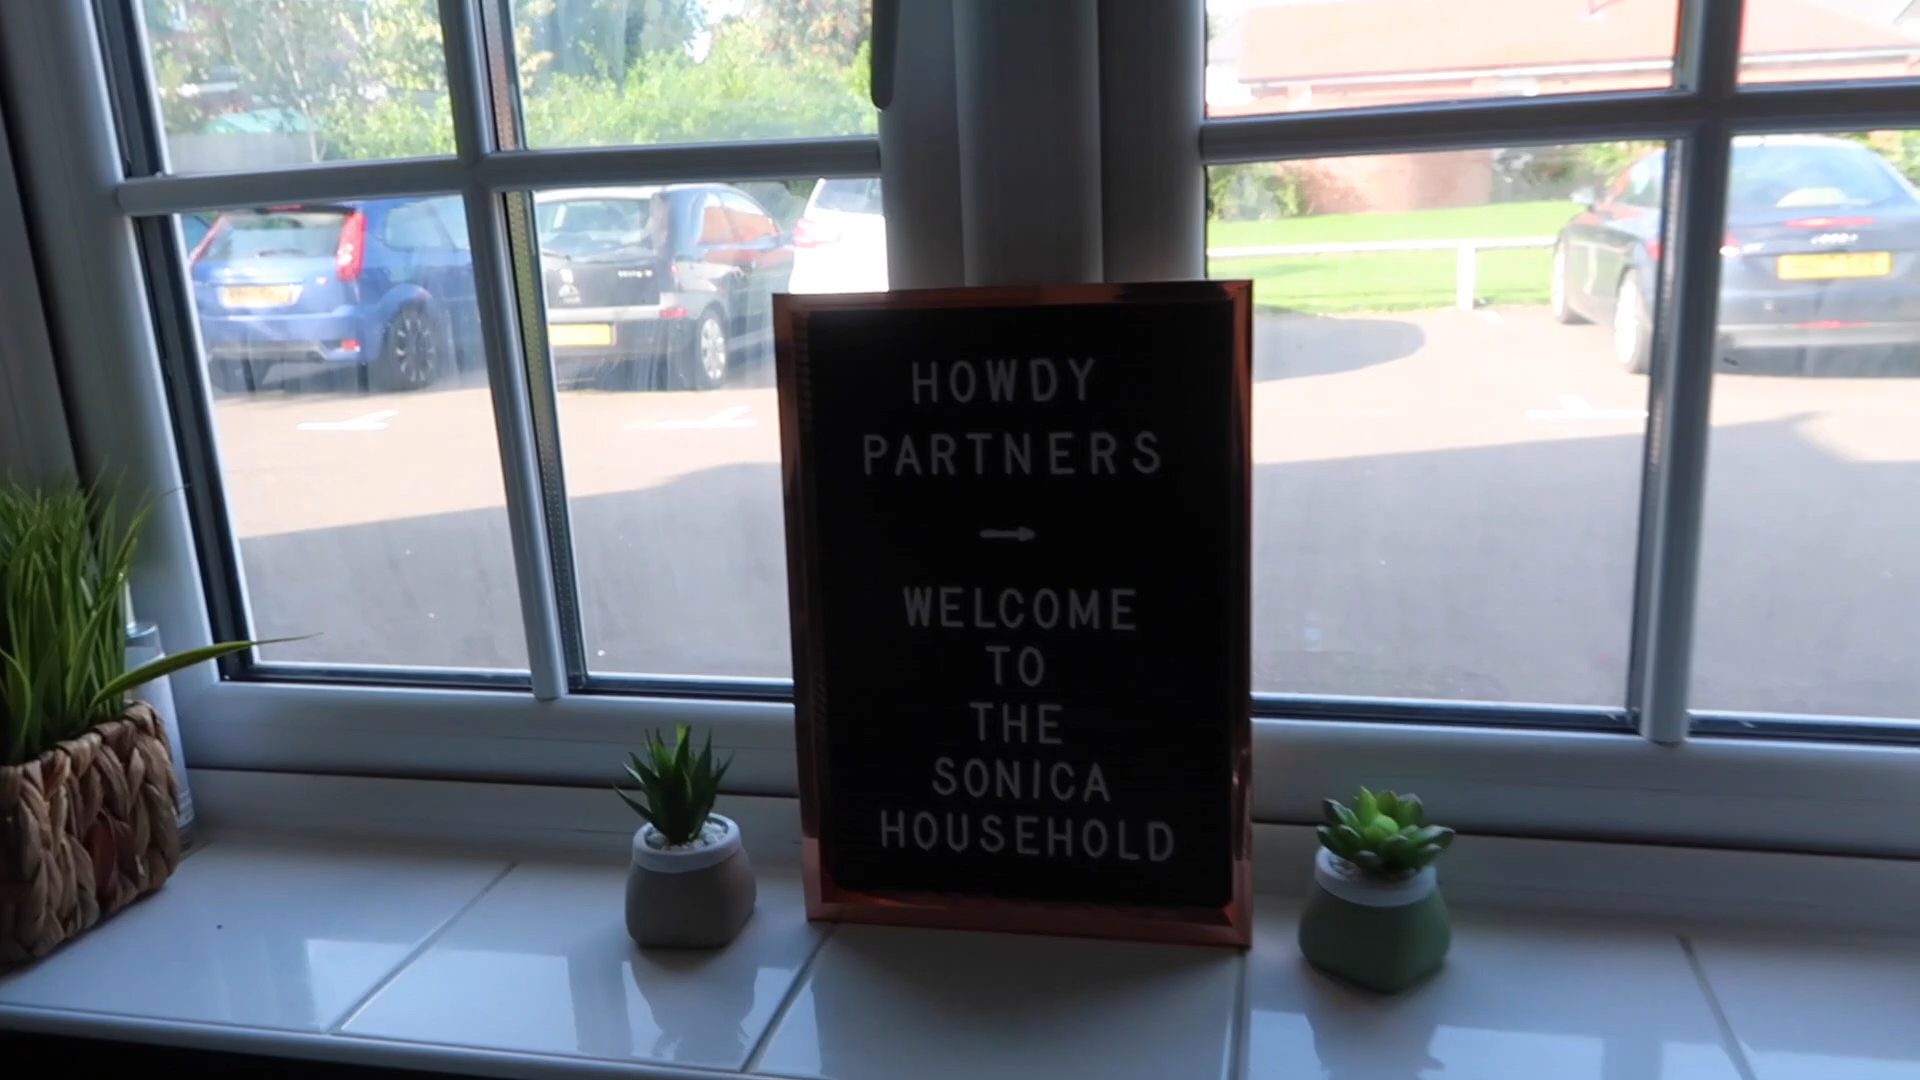 HOWDY
PARTNERS
→
WELCOME
TO
THE
SONICA
HOUSEHOLD